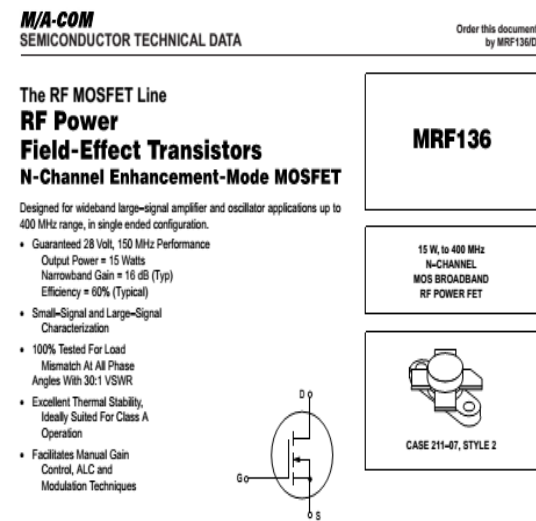 M/A-COM
SEMICONDUCTOR TECHNICAL DATA
Order this document
by MRF136/D
The RF MOSFET Line
RF Power
Field-Effect Transistors
N-Channel Enhancement-Mode MOSFET
Designed for wideband large–signal amplifier and oscillator applications up to
400 MHz range, in single ended configuration.
• Guaranteed 28 Volt, 150 MHz Performance
Output Power = 15 Watts
Narrowband Gain = 16 dB (Typ)
Efficiency = 60% (Typical)
• Small–Signal and Large–Signal
Characterization
• 100% Tested For Load
Mismatch At All Phase
Angles With 30:1 VSWR
• Excellent Thermal Stability,
Ideally Suited For Class A
Operation
• Facilitates Manual Gain
Control, ALC and
Modulation Techniques
D
G
S
MRF136
15 W, to 400 MHz
N–CHANNEL
MOS BROADBAND
RF POWER FET
CASE 211–07, STYLE 2